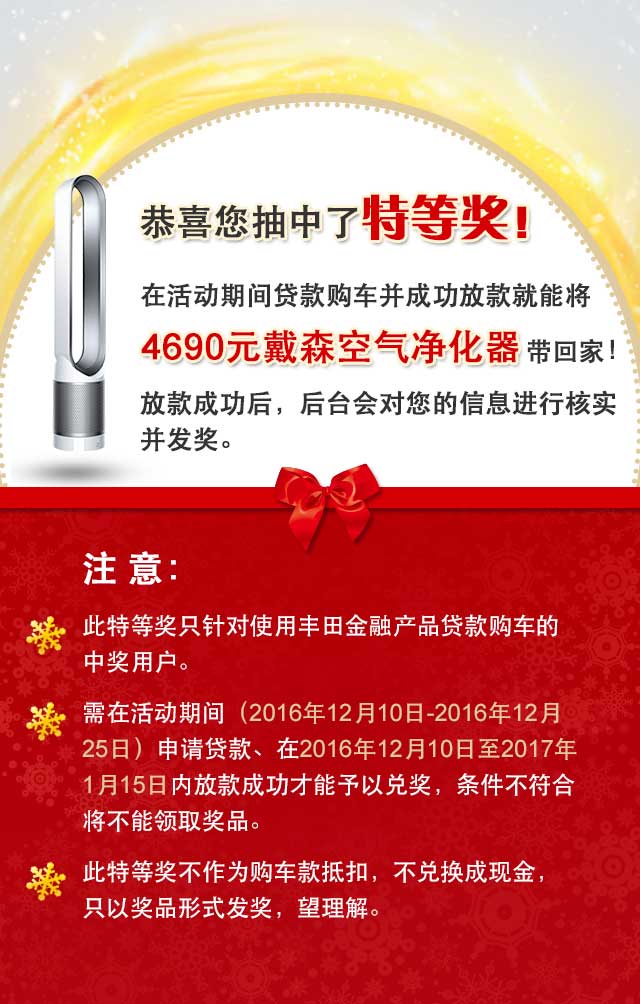 恭喜您抽中了特等奖！
在活动期间贷款购车并成功放款就能将
4690元戴森空气净化器 带回家！
放款成功后，后台会对您的信息进行核实
并发奖。
注 意：
此特等奖只针对使用丰田金融产品贷款购车的
中奖用户。
需在活动期间（2016年12月10日-2016年12月
25日）申请贷款、在2016年12月10日至2017年
1月15日内放款成功才能予以兑奖，条件不符合
将不能领取奖品。
此特等奖不作为购车款抵扣，不兑换成现金，
只以奖品形式发奖，望理解。